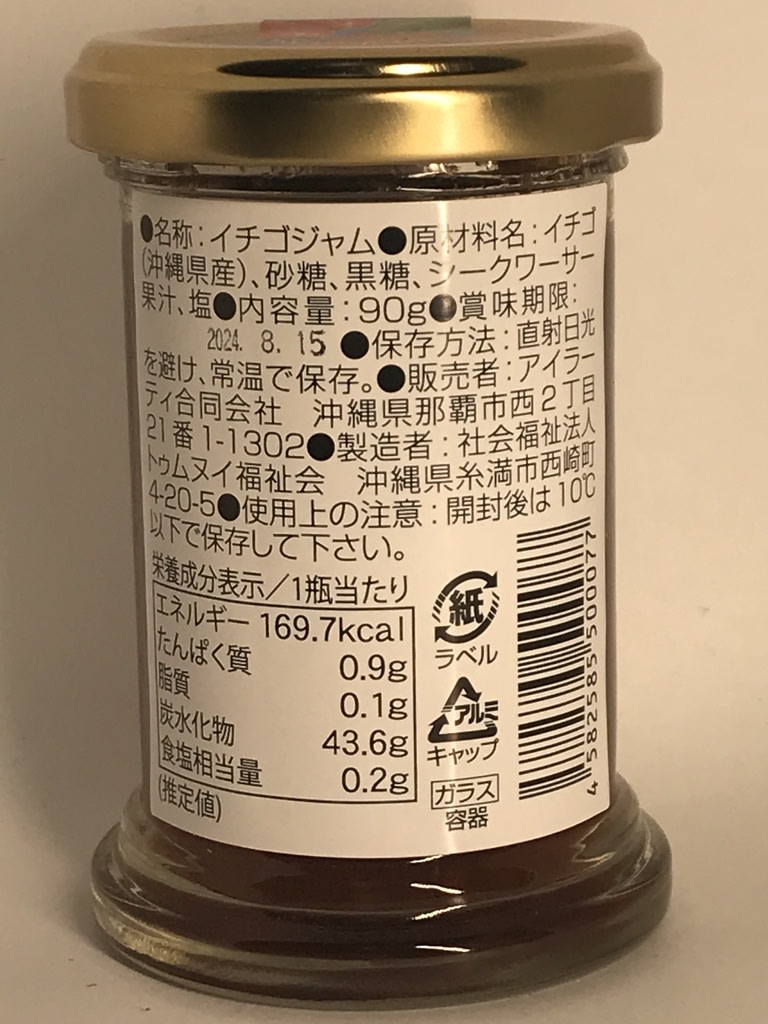 ●名称：イチゴジャム●原材料名：イチゴ
(沖縄県産)、砂糖、黒糖、シークワーサー
果汁、塩●内容量：90g●賞味期限：
2024. 8. 15 ●保存方法：直射日光
を避け、常温で保存。●販売者：アイラー
ティ合同会社　沖縄県那覇市西2丁目
21番1-1302●製造者：社会福祉法人
トゥムヌイ福祉会　沖縄県糸満市西崎町
4-20-5●使用上の注意：開封後は10℃
以下で保存して下さい。
栄養成分表示／1瓶当たり
エネルギー 169.7kcal
たんぱく質 0.9g
脂質 0.1g
炭水化物 43.6g
食塩相当量 0.2g
(推定値)
紙
ラベル
アルミ
キャップ
ガラス
容器
4 582585 500077